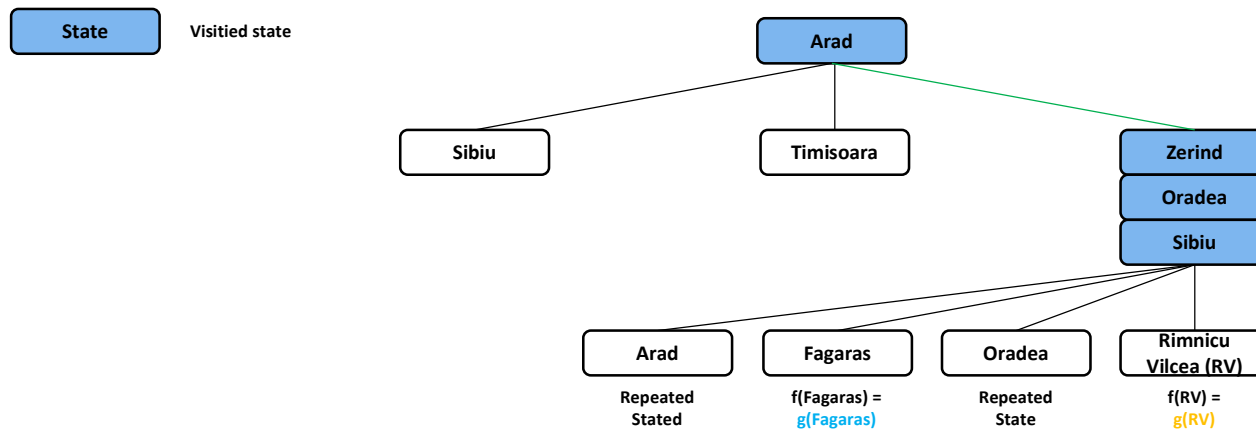 State
Visitied state
Arad
Sibiu
Timisoara
Zerind
Oradea
Sibiu
Arad
Fagaras
Oradea
Rimnicu
Vilcea (RV)
Repeated
Stated
f(Fagaras) =
g(Fagaras)
Repeated
State
f(RV) =
g(RV)